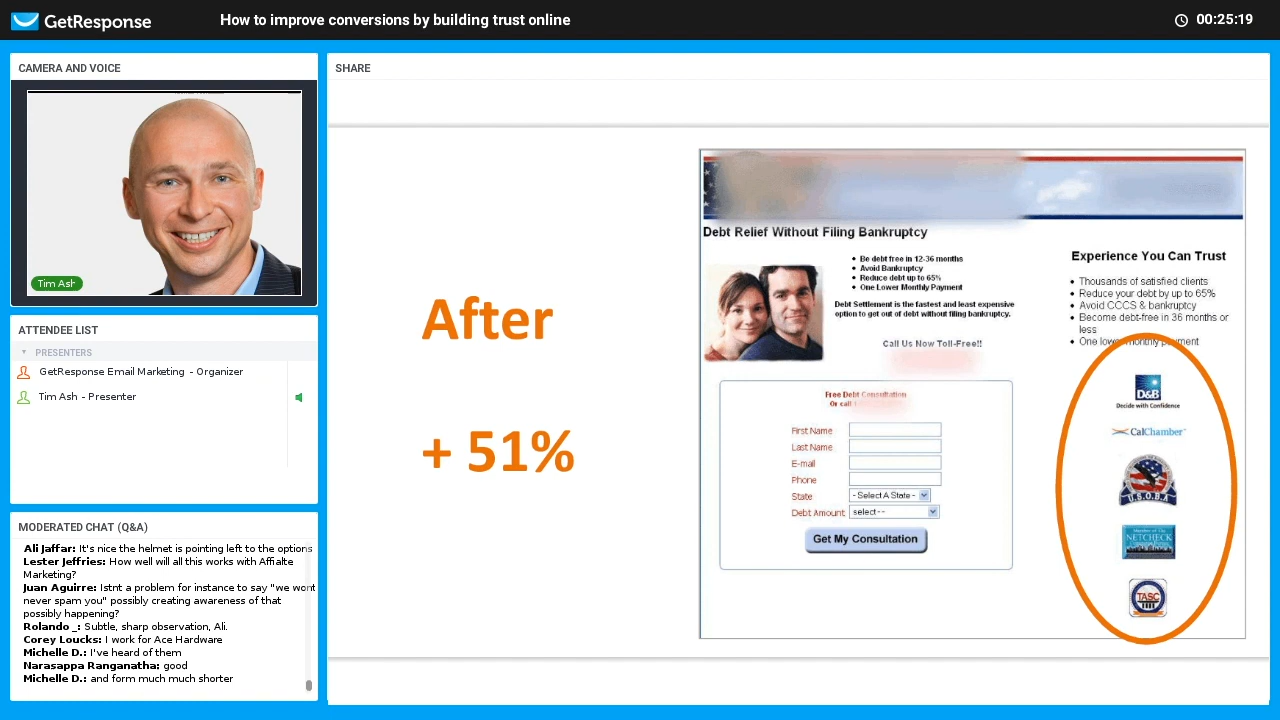 GetResponse
How to improve conversions by building trust online
00:25:19
CAMERA AND VOICE
Tim Ash
ATTENDEE LIST
PRESENTERS
GetResponse Email Marketing - Organizer
Tim Ash - Presenter
MODERATED CHAT (Q&A)
Ali Jaffar: It's nice the helmet is pointing left to the options
Lester Jeffries: How well will all this works with Affialte
Marketing?
Juan Aguirre: Istnt a problem for instance to say "we wont
never spam you" possibly creating awareness of that
possibly happening?
Rolando _: Subtle, sharp observation, Ali.
Corey Loucks: I work for Ace Hardware
Michelle D.: I've heard of them
Narasappa Ranganatha: good
Michelle D.: and form much much shorter
SHARE
After
+ 51%
Debt Relief Without Filing Bankruptcy
Be debt free in 12-36 months
Avoid Bankruptcy
Reduce debt up to 65%
One Lower Monthly Payment
Debt Settlement is the fastest and least expensive
option to get out of debt without filing bankruptcy.
Call Us Now Toll-Free!!
Free Debt Consultation
Or call
First Name
Last Name
E-mail
Phone
State
- Select A State -
Debt Amount
select --
Get My Consultation
Experience You Can Trust
Thousands of satisfied clients
Reduce your debt by up to 65%
Avoid CCCS & bankruptcy
Become debt-free in 36 months or
less
One lower monthly payment
D&B
Decide with Confidence
CalChamber
U.S.O.B.A
NETCHECK
TASC